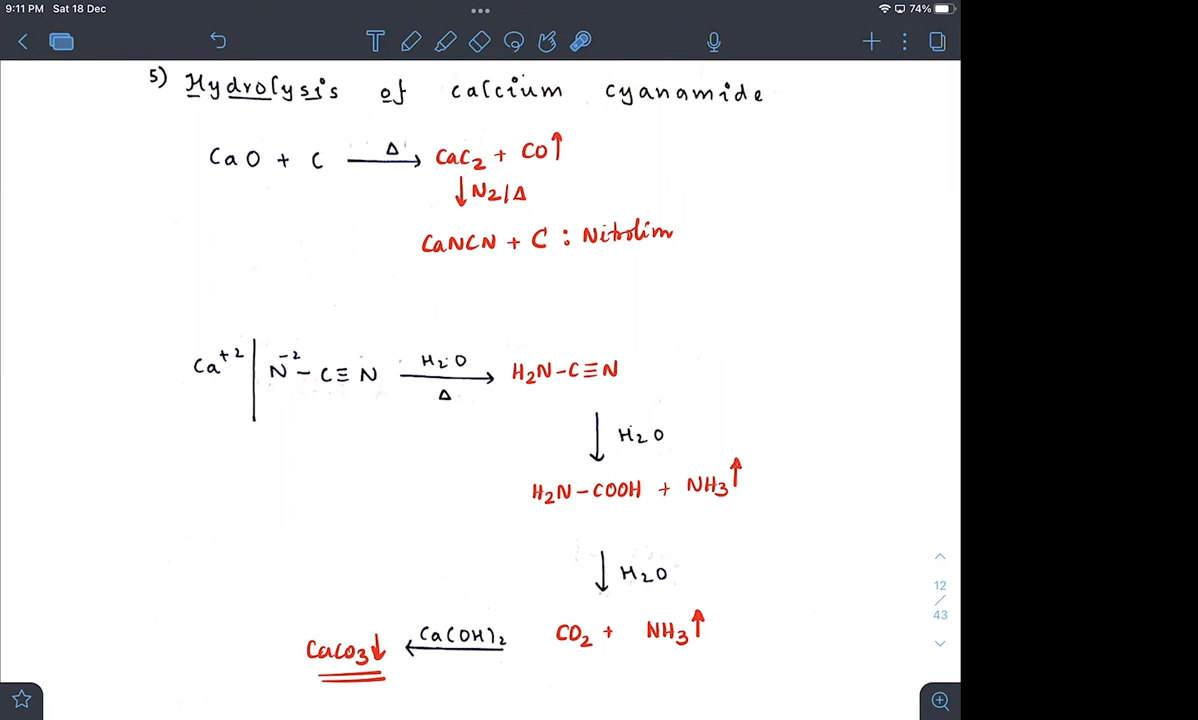 9:11 PM Sat 18 Dec 74%
5) Hydrolysis of calcium cyanamide
CaO + C Δ→ CaC2 + CO↑
↓ N2/Δ
CaNCN + C : Nitrolim
Ca+2 | N-2 – C≡N H2O→ H2N–C≡N
Δ
↓ H2O
H2N–COOH + NH3↑
↓ H2O
CaCO3↓ ←Ca(OH)2 CO2 + NH3↑
12
/
43